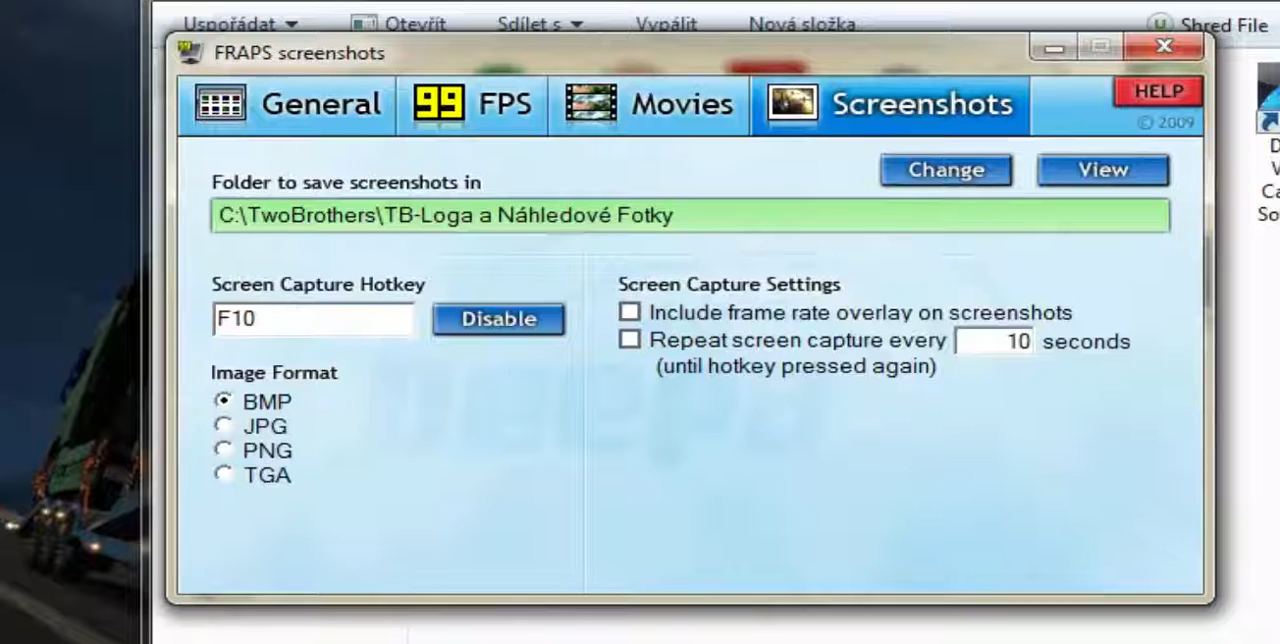 Uspořádat Otevřít Sdílet s Vypálit Nová složka Shred File
FRAPS screenshots
General 99 FPS Movies Screenshots HELP
© 2009
Folder to save screenshots in Change View
C:\TwoBrothers\TB-Loga a Náhledové Fotky
Screen Capture Hotkey Screen Capture Settings
F10 Disable Include frame rate overlay on screenshots
Repeat screen capture every 10 seconds
(until hotkey pressed again)
Image Format
BMP
JPG
PNG
TGA